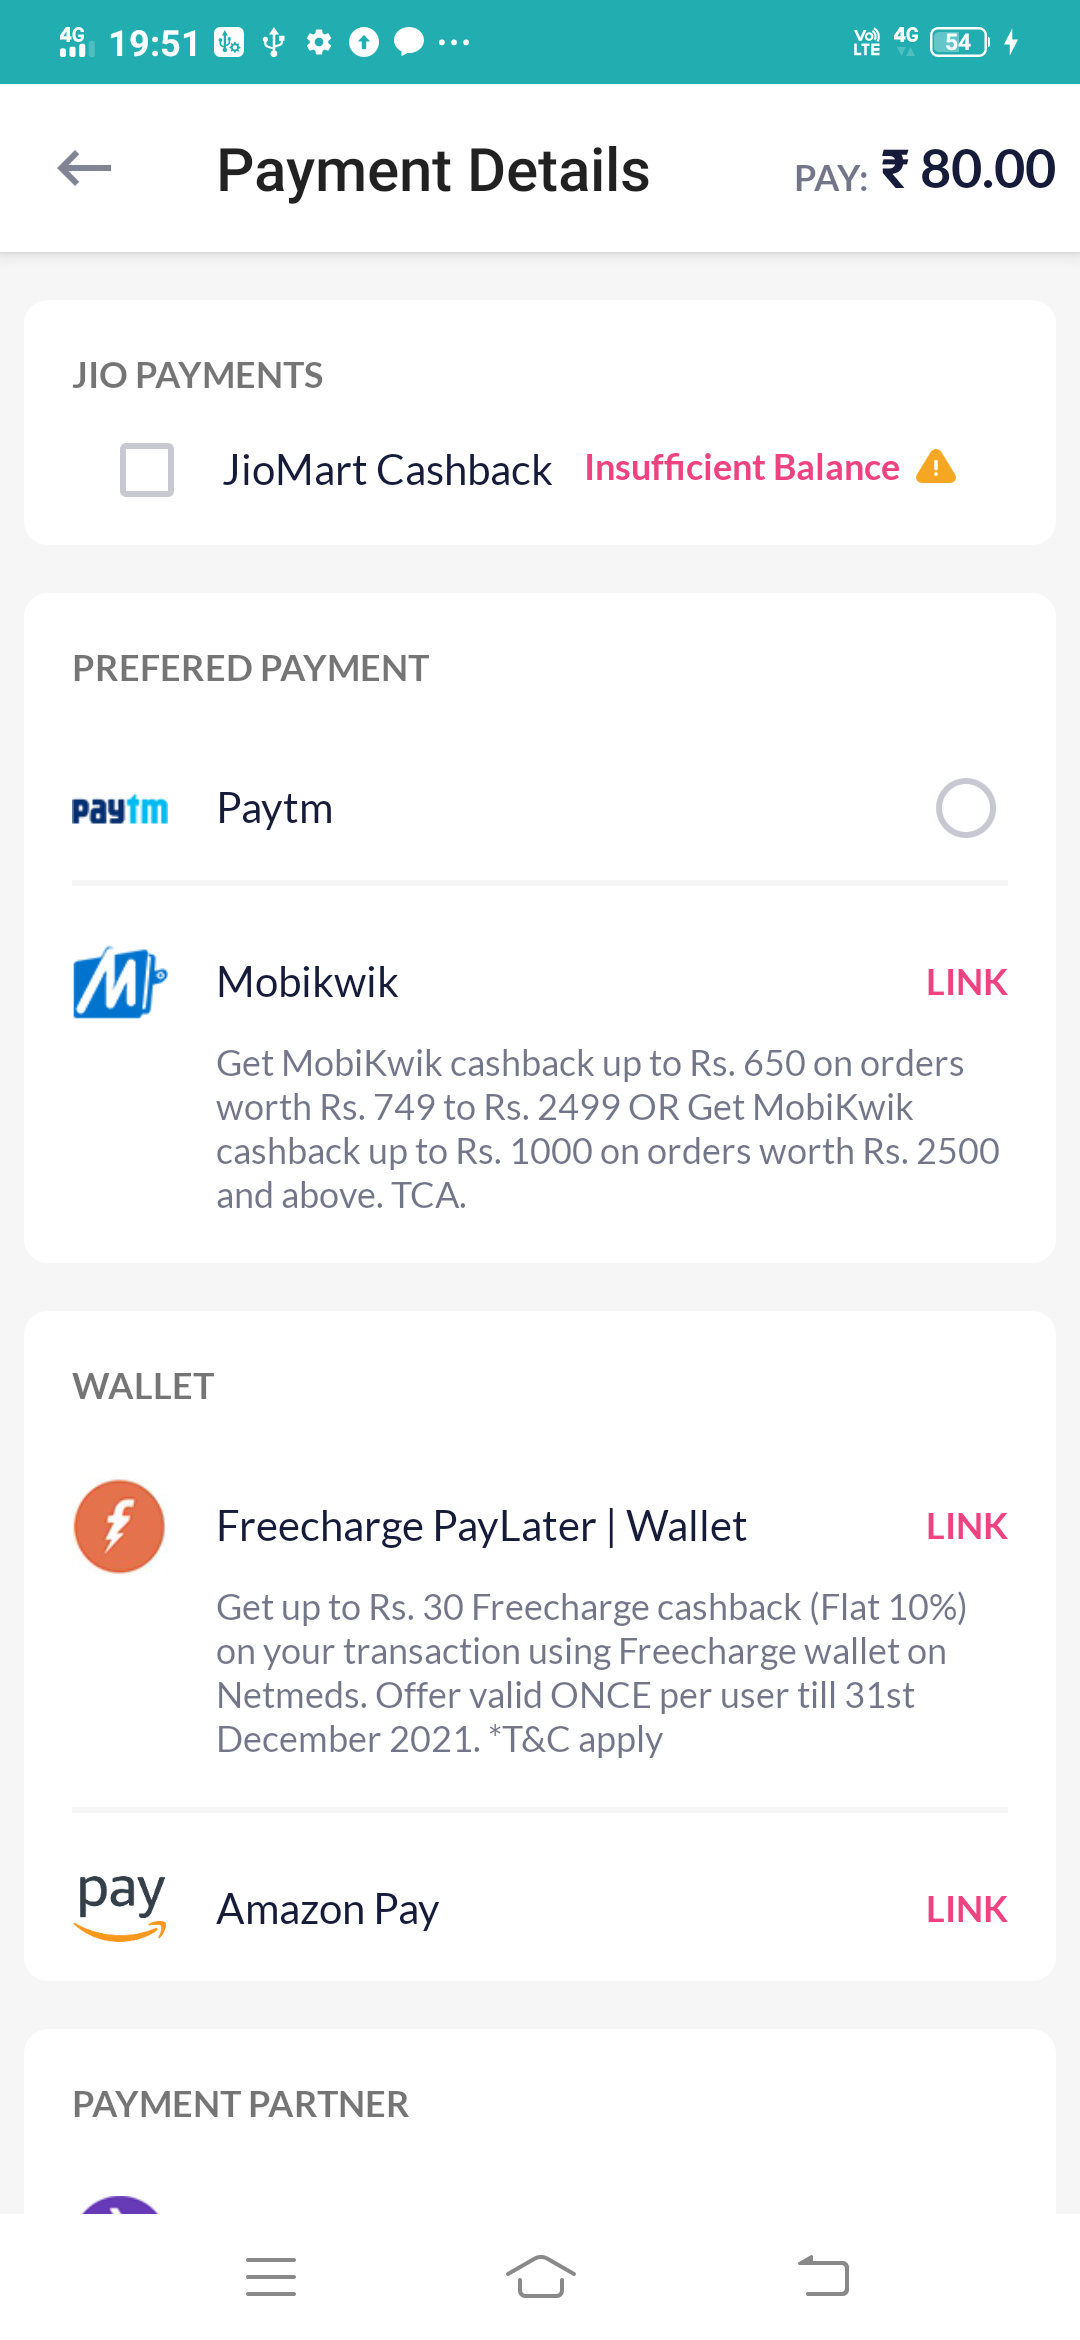 4G 19:51 Vo) LTE 4G 54
Payment Details PAY: ₹ 80.00
JIO PAYMENTS
JioMart Cashback Insufficient Balance
PREFERED PAYMENT
paytm Paytm
Mobikwik LINK
Get MobiKwik cashback up to Rs. 650 on orders
worth Rs. 749 to Rs. 2499 OR Get MobiKwik
cashback up to Rs. 1000 on orders worth Rs. 2500
and above. TCA.
WALLET
Freecharge PayLater | Wallet LINK
Get up to Rs. 30 Freecharge cashback (Flat 10%)
on your transaction using Freecharge wallet on
Netmeds. Offer valid ONCE per user till 31st
December 2021. *T&C apply
pay Amazon Pay LINK
PAYMENT PARTNER